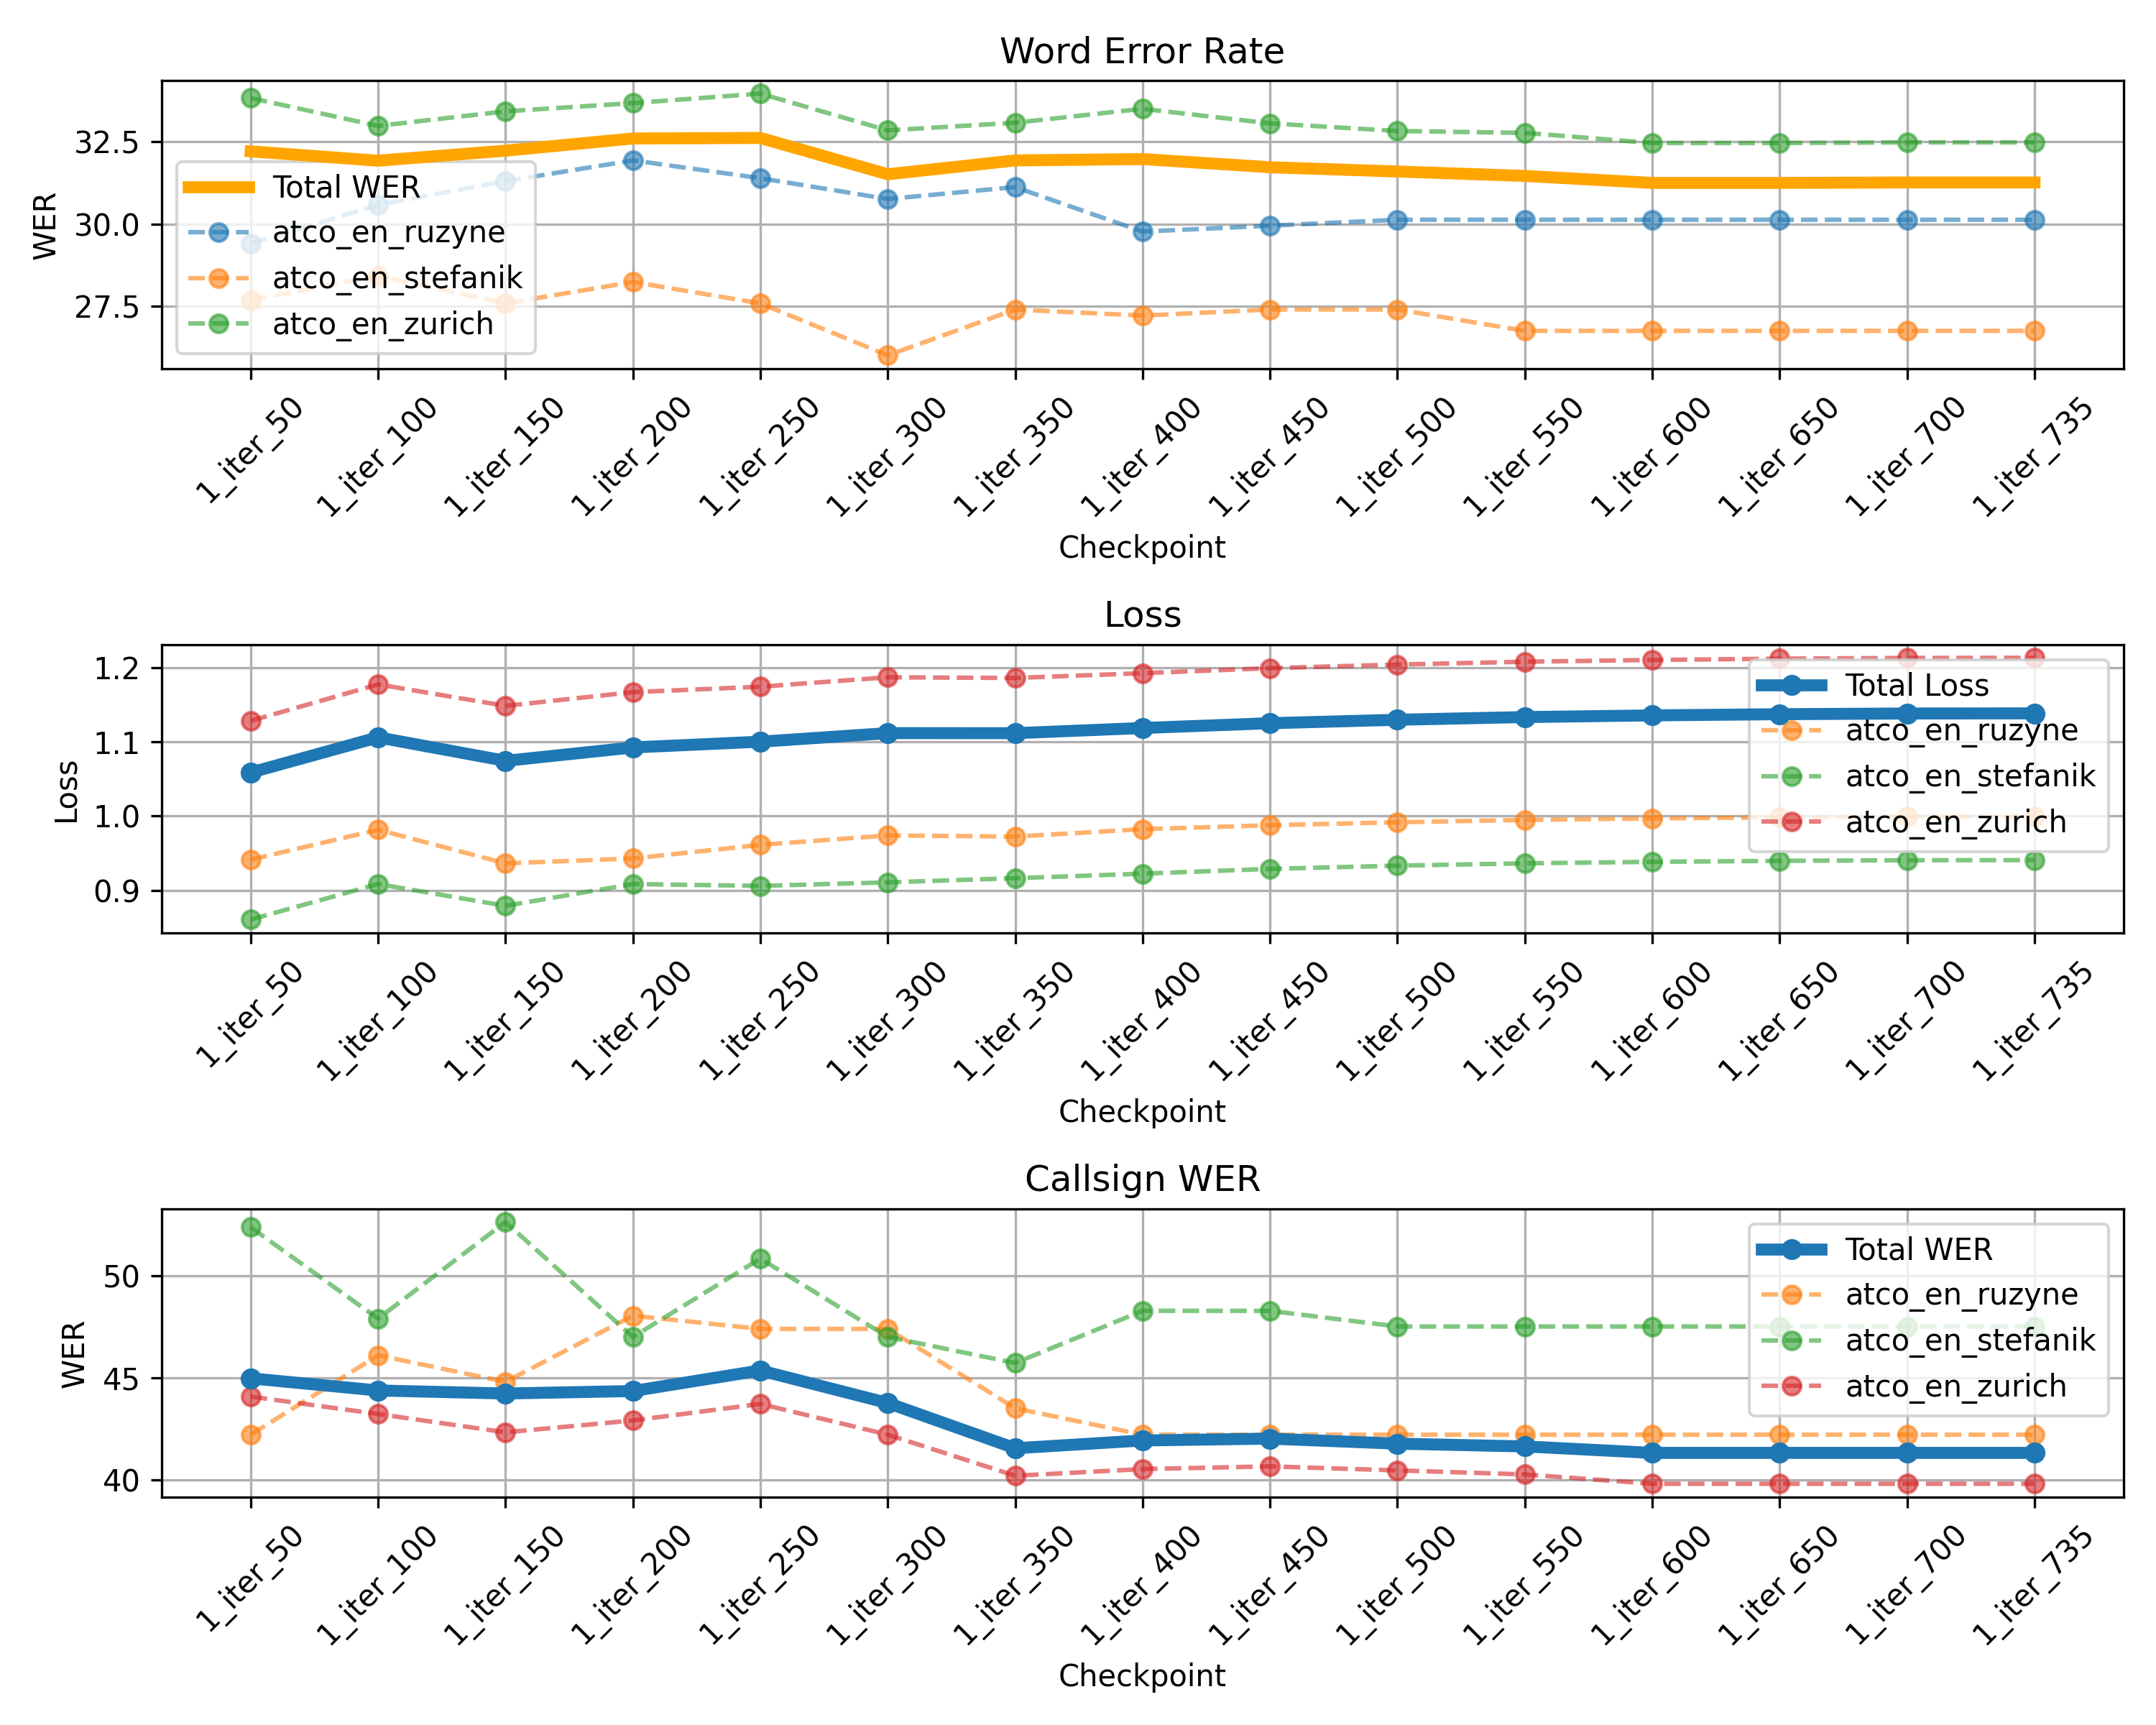 Word Error Rate
WER
32.5
30.0
27.5
Total WER
atco_en_ruzyne
atco_en_stefanik
atco_en_zurich
1_iter_50
1_iter_100
1_iter_150
1_iter_200
1_iter_250
1_iter_300
1_iter_350
1_iter_400
1_iter_450
1_iter_500
1_iter_550
1_iter_600
1_iter_650
1_iter_700
1_iter_735
Checkpoint
Loss
Loss
1.2
1.1
1.0
0.9
Total Loss
atco_en_ruzyne
atco_en_stefanik
atco_en_zurich
1_iter_50
1_iter_100
1_iter_150
1_iter_200
1_iter_250
1_iter_300
1_iter_350
1_iter_400
1_iter_450
1_iter_500
1_iter_550
1_iter_600
1_iter_650
1_iter_700
1_iter_735
Checkpoint
Callsign WER
WER
50
45
40
Total WER
atco_en_ruzyne
atco_en_stefanik
atco_en_zurich
1_iter_50
1_iter_100
1_iter_150
1_iter_200
1_iter_250
1_iter_300
1_iter_350
1_iter_400
1_iter_450
1_iter_500
1_iter_550
1_iter_600
1_iter_650
1_iter_700
1_iter_735
Checkpoint